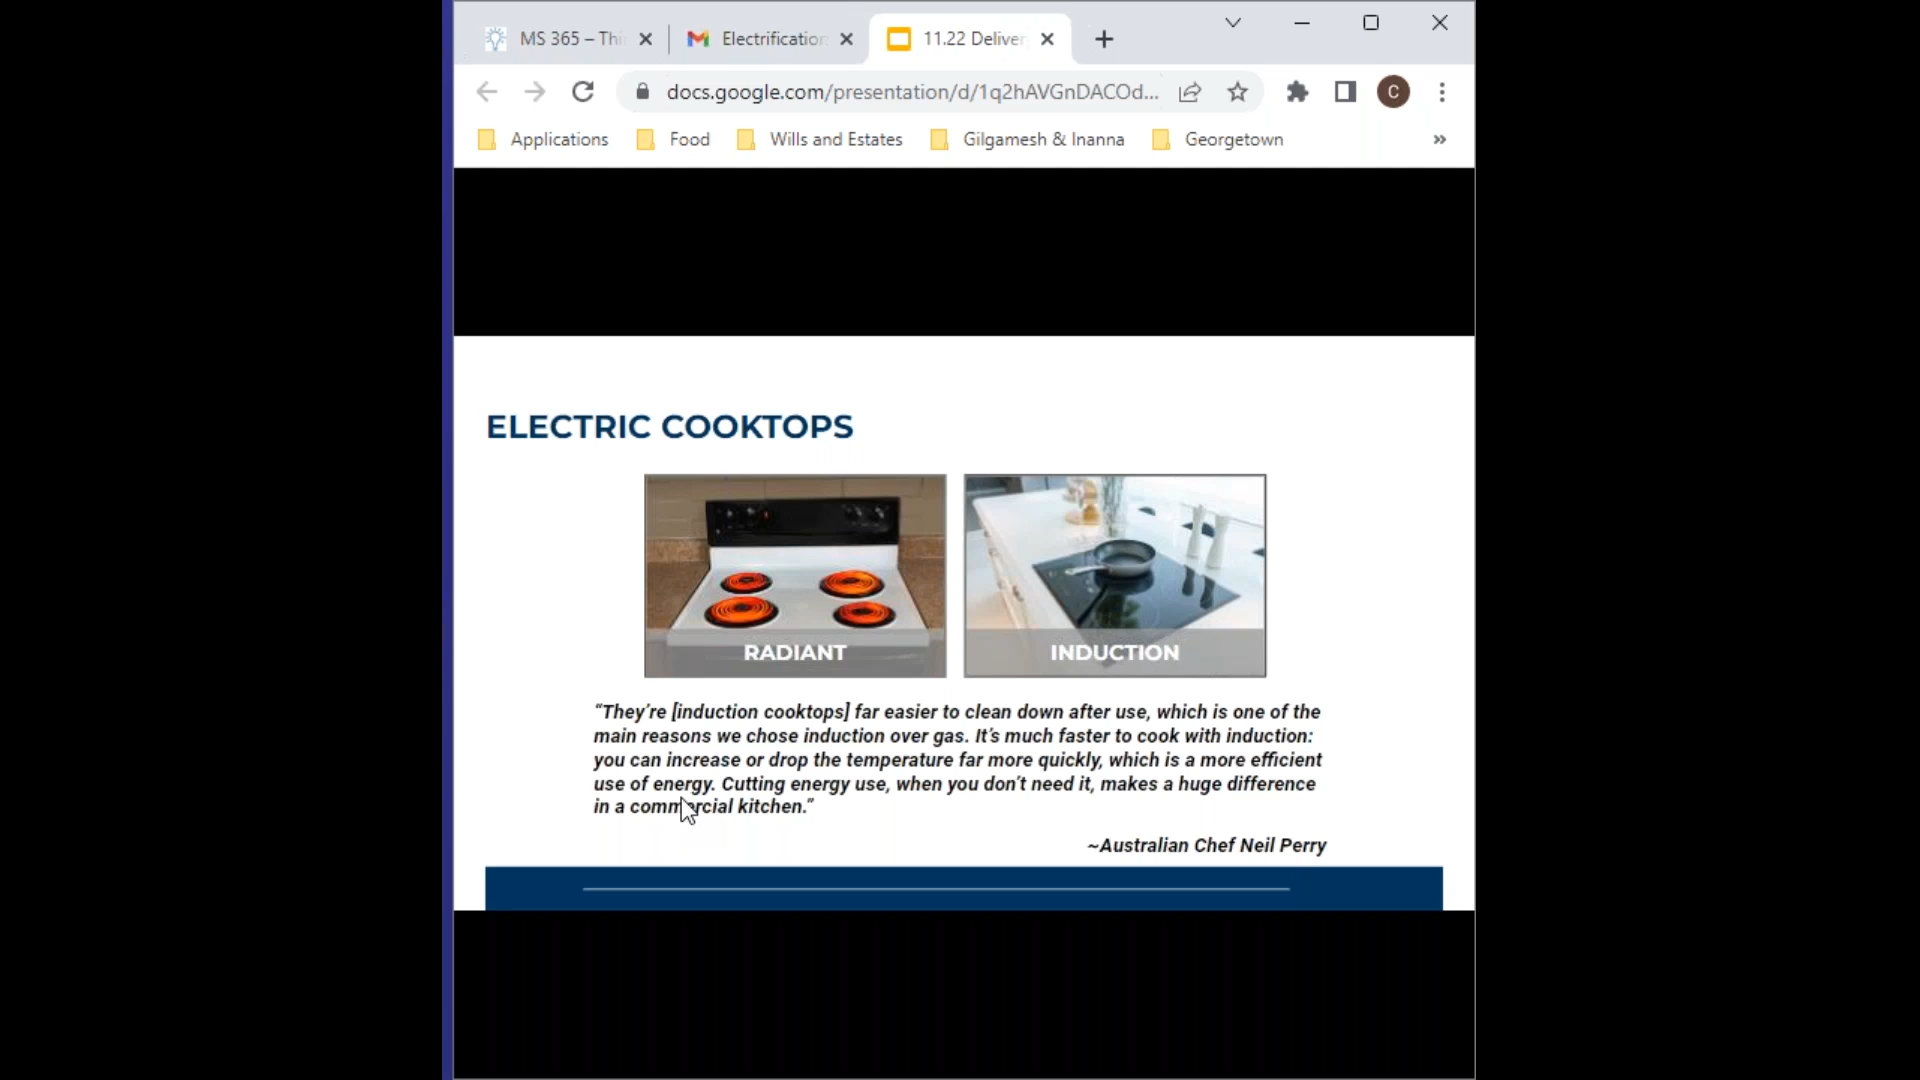 MS 365 – Thi
Electrification
11.22 Deliver
docs.google.com/presentation/d/1q2hAVGnDACOd...
C
Applications
Food
Wills and Estates
Gilgamesh & Inanna
Georgetown
»
ELECTRIC COOKTOPS
RADIANT
INDUCTION
“They’re [induction cooktops] far easier to clean down after use, which is one of the
main reasons we chose induction over gas. It’s much faster to cook with induction:
you can increase or drop the temperature far more quickly, which is a more efficient
use of energy. Cutting energy use, when you don’t need it, makes a huge difference
in a commercial kitchen.”
~Australian Chef Neil Perry